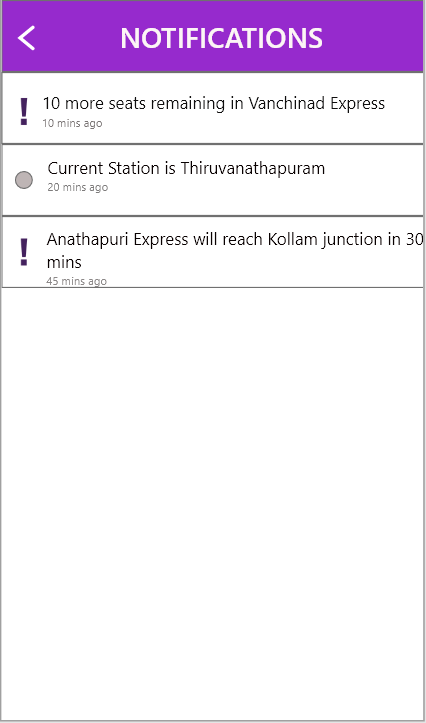 NOTIFICATIONS
10 more seats remaining in Vanchinad Express
10 mins ago
Current Station is Thiruvanathapuram
20 mins ago
Anathapuri Express will reach Kollam junction in 30
mins
45 mins ago